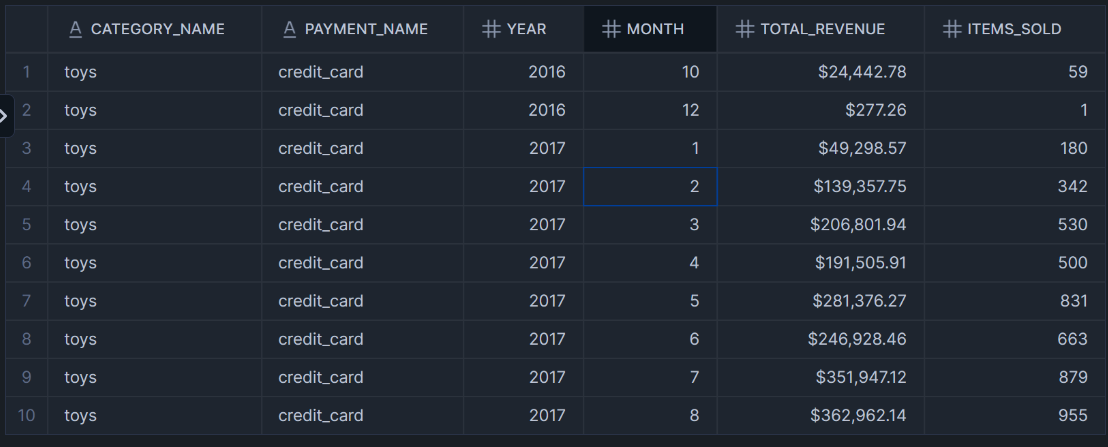 CATEGORY_NAME PAYMENT_NAME YEAR MONTH TOTAL_REVENUE ITEMS_SOLD
1 toys credit_card 2016 10 $24,442.78 59
2 toys credit_card 2016 12 $277.26 1
3 toys credit_card 2017 1 $49,298.57 180
4 toys credit_card 2017 2 $139,357.75 342
5 toys credit_card 2017 3 $206,801.94 530
6 toys credit_card 2017 4 $191,505.91 500
7 toys credit_card 2017 5 $281,376.27 831
8 toys credit_card 2017 6 $246,928.46 663
9 toys credit_card 2017 7 $351,947.12 879
10 toys credit_card 2017 8 $362,962.14 955